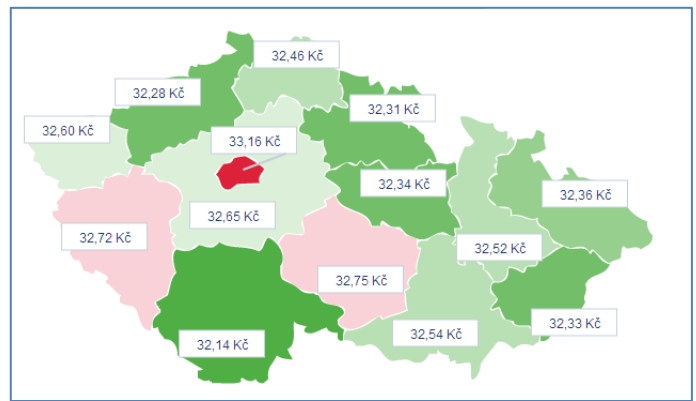 32,46 Kč
32,28 Kč
32,31 Kč
32,60 Kč
33,16 Kč
32,34 Kč
32,36 Kč
32,65 Kč
32,72 Kč
32,52 Kč
32,75 Kč
32,33 Kč
32,54 Kč
32,14 Kč